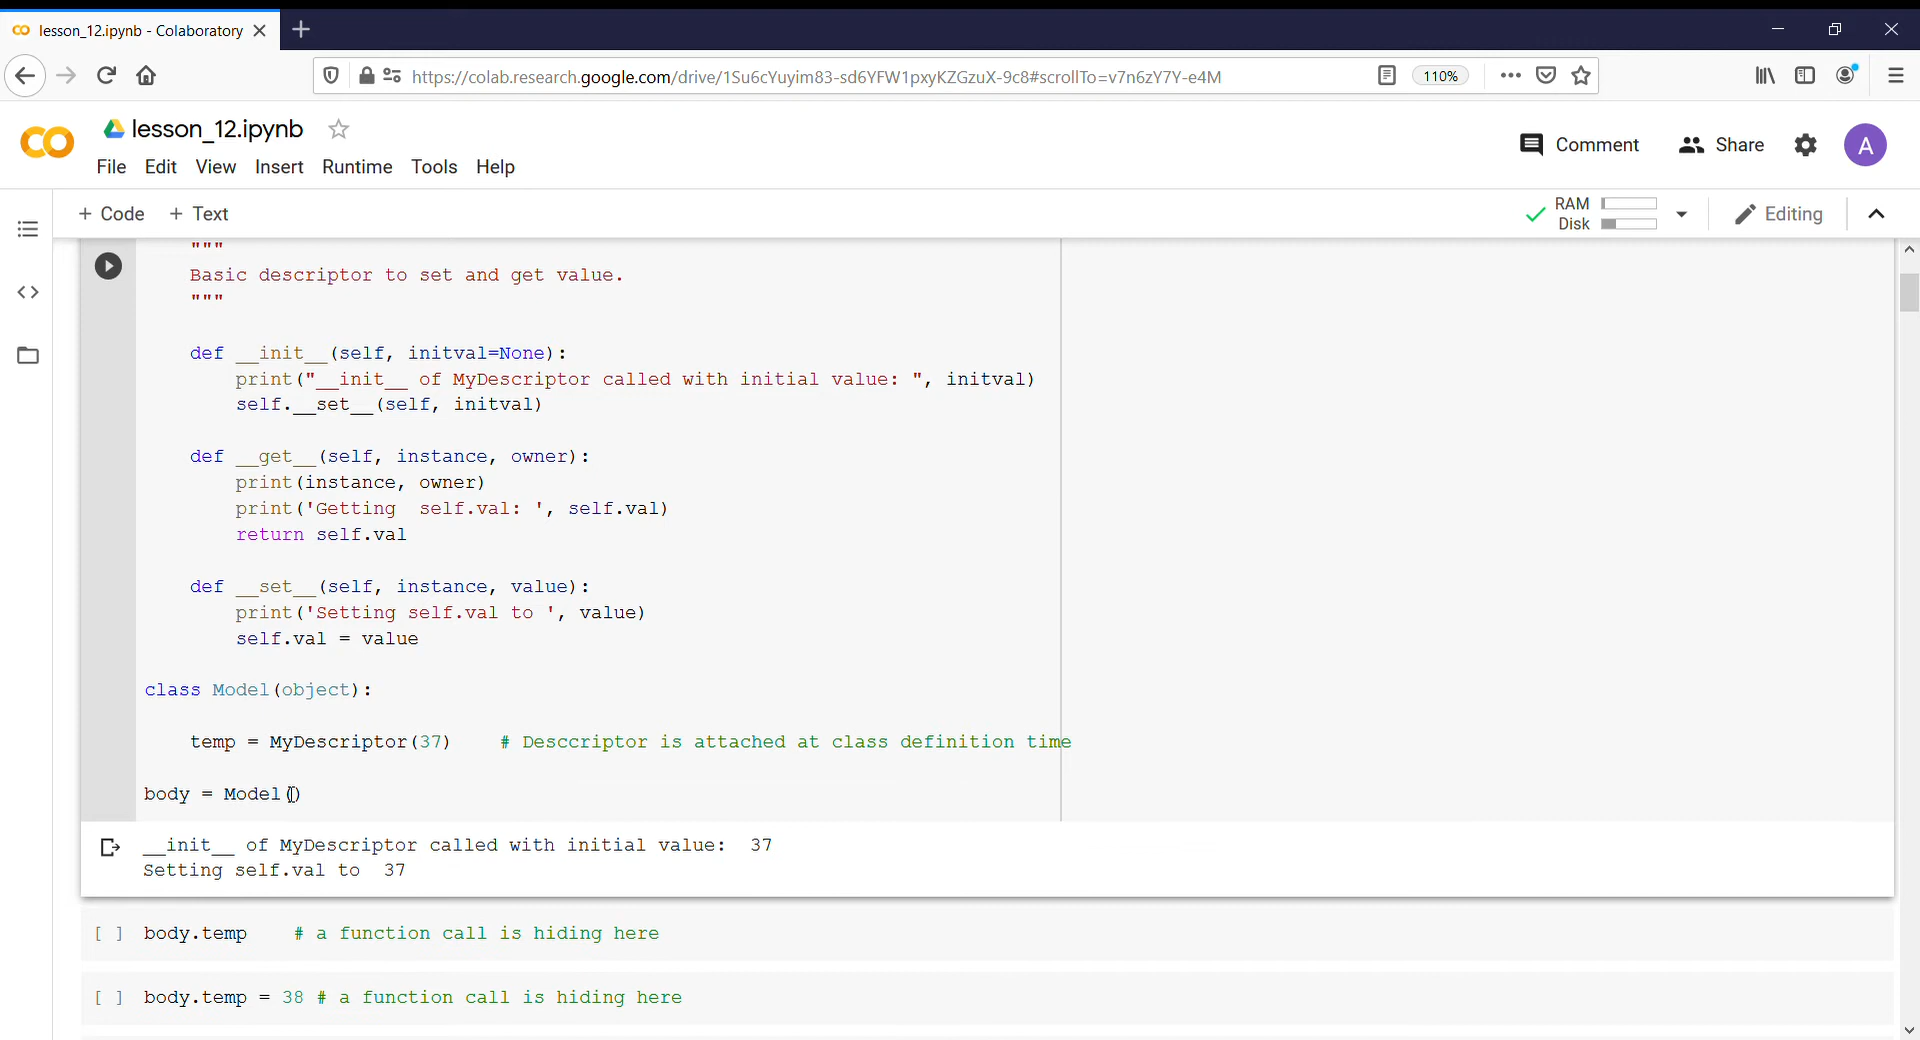 lesson_12.ipynb - Colaboratory
https://colab.research.google.com/drive/1Su6cYuyim83-sd6YFW1pxyKZGzuX-9c8#scrollTo=v7n6zY7Y-e4M
110%
lesson_12.ipynb
File Edit View Insert Runtime Tools Help
Comment Share A
+ Code + Text
RAM
Disk
Editing
"""
Basic descriptor to set and get value.
"""
def __init__(self, initval=None):
print("__init__ of MyDescriptor called with initial value: ", initval)
self.__set__(self, initval)
def __get__(self, instance, owner):
print(instance, owner)
print('Getting  self.val: ', self.val)
return self.val
def __set__(self, instance, value):
print('Setting self.val to ', value)
self.val = value
class Model(object):
temp = MyDescriptor(37)    # Desccriptor is attached at class definition time
body = Model()
__init__ of MyDescriptor called with initial value:  37
Setting self.val to  37
[ ] body.temp    # a function call is hiding here
[ ] body.temp = 38 # a function call is hiding here